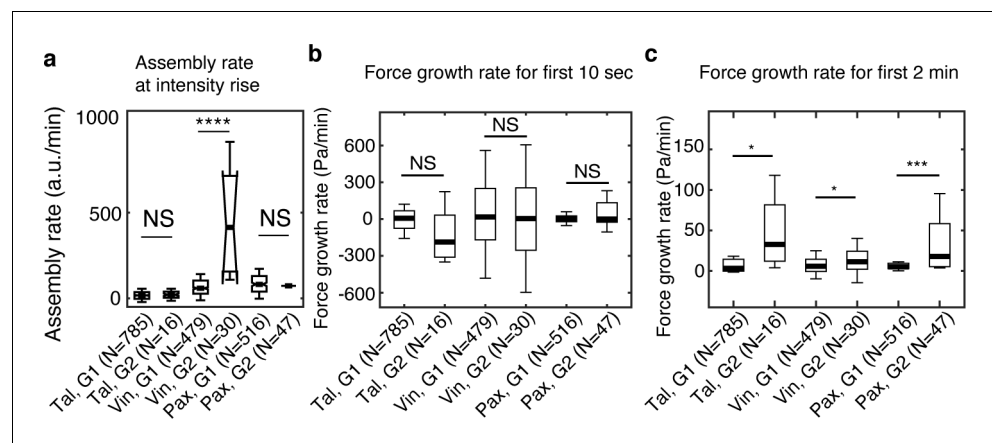 a
Assembly rate
at intensity rise
Assembly rate (a.u./min)
1000
500
0
****
NS
NS
Tal, G1 (N=785)
Tal, G2 (N=16)
Vin, G1 (N=479)
Vin, G2 (N=30)
Pax, G1 (N=516)
Pax, G2 (N=47)
b
Force growth rate for first 10 sec
Force growth rate (Pa/min)
600
300
0
-300
-600
NS
NS
NS
Tal, G1 (N=785)
Tal, G2 (N=16)
Vin, G1 (N=479)
Vin, G2 (N=30)
Pax, G1 (N=516)
Pax, G2 (N=47)
c
Force growth rate for first 2 min
Force growth rate (Pa/min)
150
100
50
0
*
*
***
Tal, G1 (N=785)
Tal, G2 (N=16)
Vin, G1 (N=479)
Vin, G2 (N=30)
Pax, G1 (N=516)
Pax, G2 (N=47)